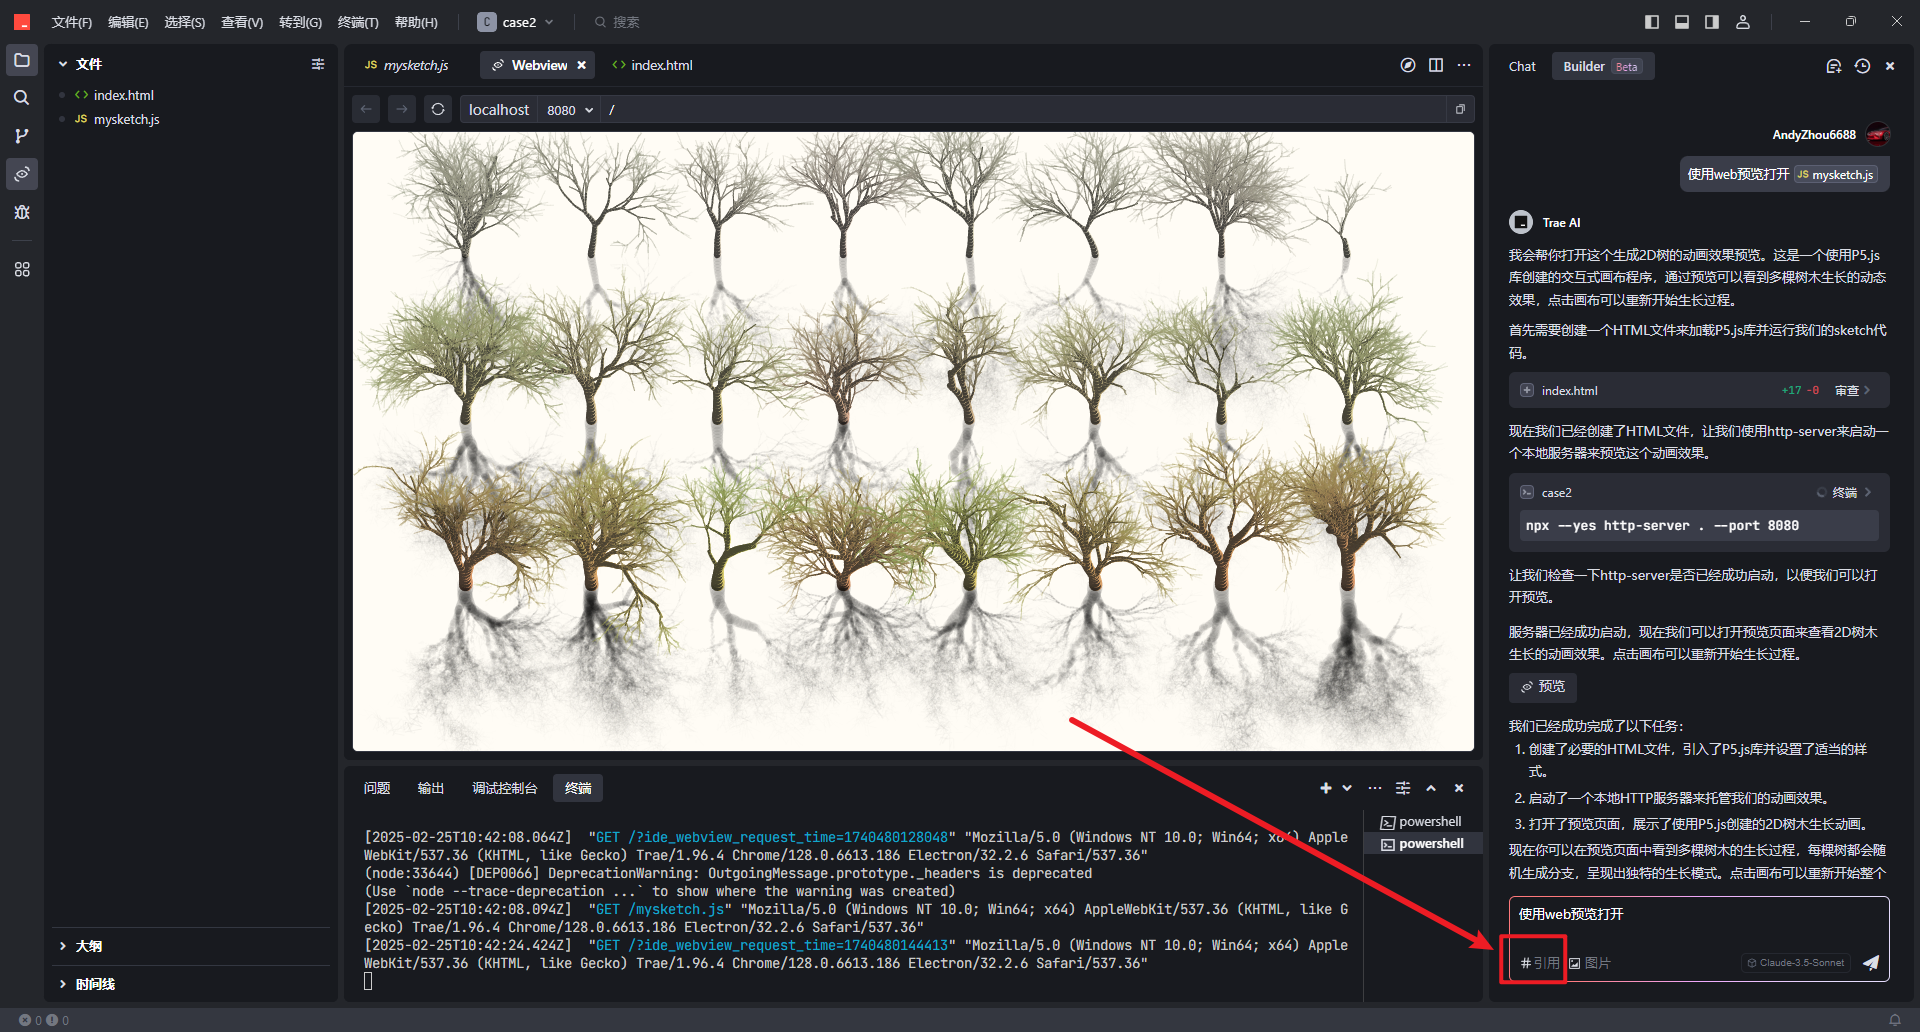 文件(F) 编辑(E) 选择(S) 查看(V) 转到(G) 终端(T) 帮助(H) C case2 搜索
文件
index.html
JS mysketch.js
大纲
时间线
JS mysketch.js Webview index.html
localhost 8080 /
问题 输出 调试控制台 终端
[2025-02-25T10:42:08.064Z]  "GET /?ide_webview_request_time=1740480128048" "Mozilla/5.0 (Windows NT 10.0; Win64; x64) Apple
WebKit/537.36 (KHTML, like Gecko) Trae/1.96.4 Chrome/128.0.6613.186 Electron/32.2.6 Safari/537.36"
(node:33644) [DEP0066] DeprecationWarning: OutgoingMessage.prototype._headers is deprecated
(Use `node --trace-deprecation ...` to show where the warning was created)
[2025-02-25T10:42:08.094Z]  "GET /mysketch.js" "Mozilla/5.0 (Windows NT 10.0; Win64; x64) AppleWebKit/537.36 (KHTML, like G
ecko) Trae/1.96.4 Chrome/128.0.6613.186 Electron/32.2.6 Safari/537.36"
[2025-02-25T10:42:24.424Z]  "GET /?ide_webview_request_time=1740480144413" "Mozilla/5.0 (Windows NT 10.0; Win64; x64) Apple
WebKit/537.36 (KHTML, like Gecko) Trae/1.96.4 Chrome/128.0.6613.186 Electron/32.2.6 Safari/537.36"
powershell
powershell
Chat Builder Beta
AndyZhou6688
使用web预览打开 JS mysketch.js
Trae AI
我会帮你打开这个生成2D树的动画效果预览。这是一个使用P5.js
库创建的交互式画布程序，通过预览可以看到多棵树木生长的动态
效果，点击画布可以重新开始生长过程。
首先需要创建一个HTML文件来加载P5.js库并运行我们的sketch代
码。
index.html +17 -0 审查
现在我们已经创建了HTML文件，让我们使用http-server来启动一
个本地服务器来预览这个动画效果。
case2 终端
npx --yes http-server . --port 8080
让我们检查一下http-server是否已经成功启动，以便我们可以打
开预览。
服务器已经成功启动，现在我们可以打开预览页面来查看2D树木
生长的动画效果。点击画布可以重新开始生长过程。
预览
我们已经成功完成了以下任务：
1. 创建了必要的HTML文件，引入了P5.js库并设置了适当的样
式。
2. 启动了一个本地HTTP服务器来托管我们的动画效果。
3. 打开了预览页面，展示了使用P5.js创建的2D树木生长动画。
现在你可以在预览页面中看到多棵树木的生长过程，每棵树都会随
机生成分支，呈现出独特的生长模式。点击画布可以重新开始整个
使用web预览打开
#引用 图片 Claude-3.5-Sonnet
0 0